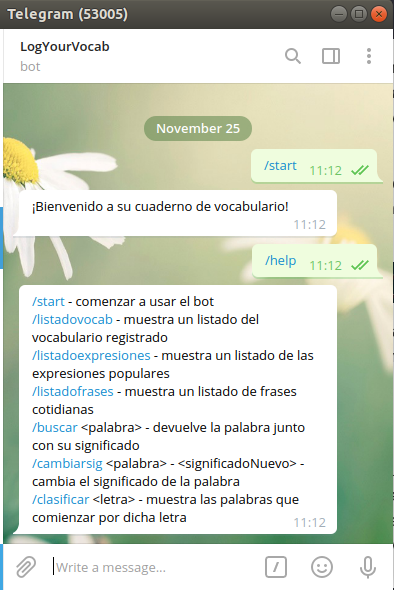 Telegram (53005)
LogYourVocab
bot
November 25
/start 11:12
¡Bienvenido a su cuaderno de vocabulario!
11:12
/help 11:12
/start - comenzar a usar el bot
/listadovocab - muestra un listado del
vocabulario registrado
/listadoexpresiones - muestra un listado de las
expresiones populares
/listadofrases - muestra un listado de frases
cotidianas
/buscar <palabra> - devuelve la palabra junto
con su significado
/cambiarsig <palabra> - <significadoNuevo> -
cambia el significado de la palabra
/clasificar <letra> - muestra las palabras que
comienzan por dicha letra
11:12
Write a message...